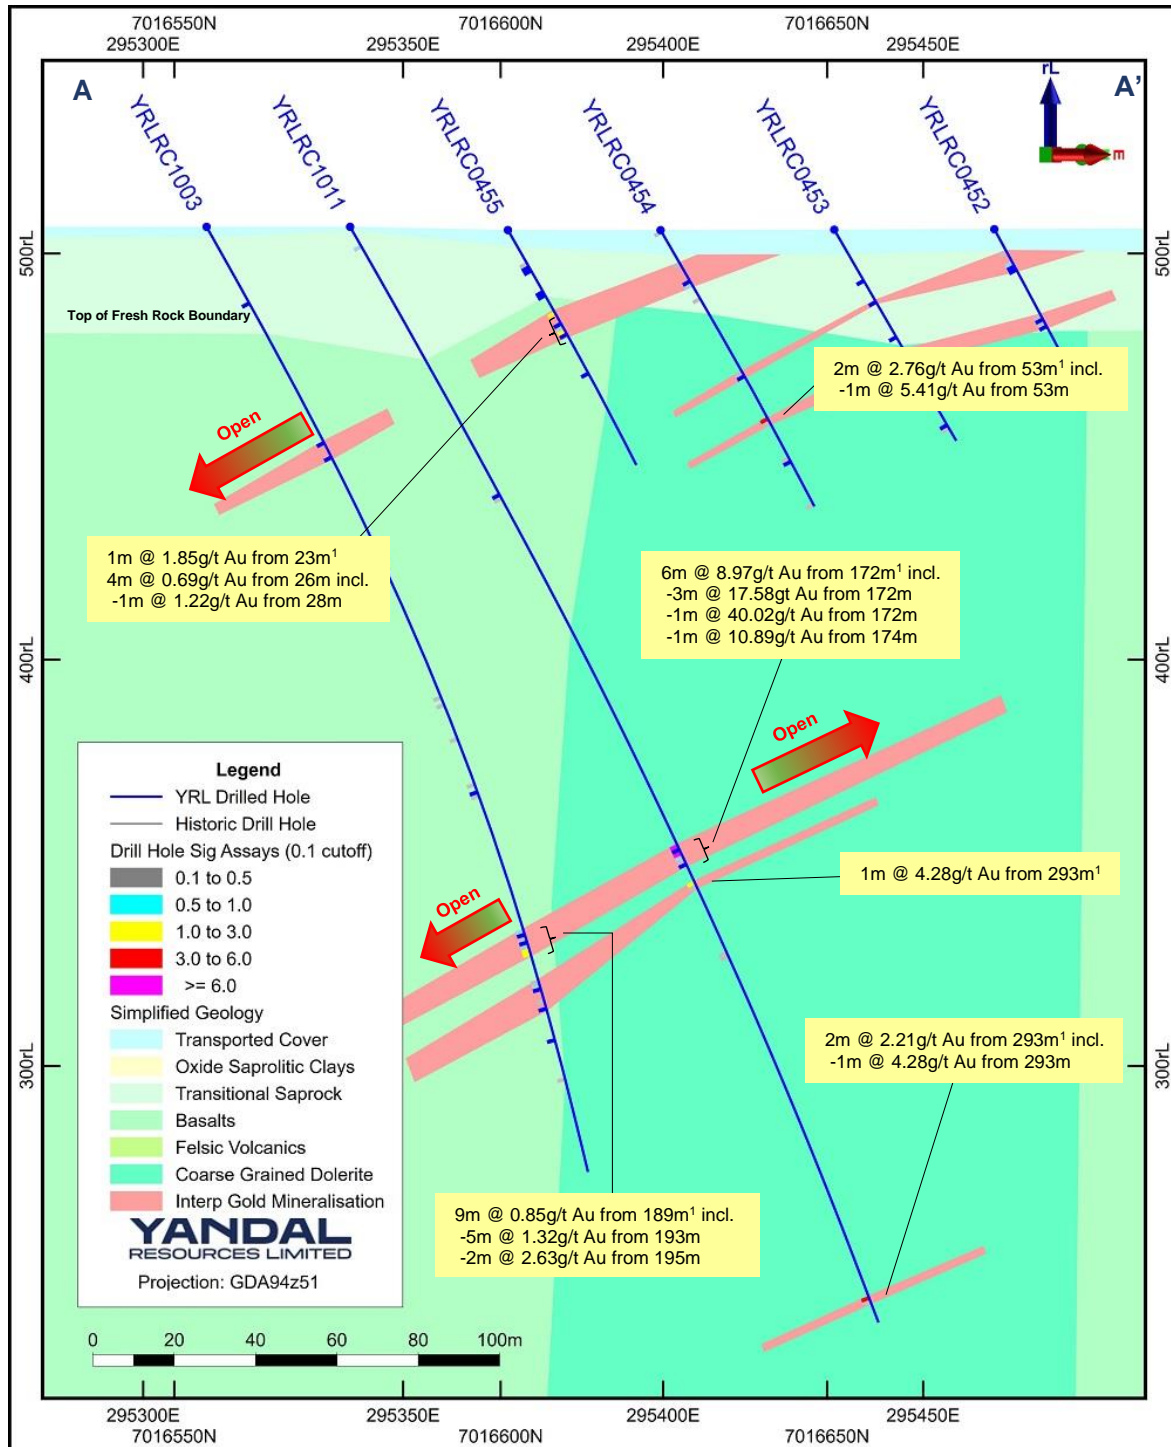 7016550N 7016600N 7016650N
295300E 295350E 295400E 295450E
A A'
rL
E
YRLRC1003
YRLRC1011
YRLRC0455
YRLRC0454
YRLRC0453
YRLRC0452
500rL 500rL
Top of Fresh Rock Boundary
2m @ 2.76g/t Au from 53m¹ incl.
-1m @ 5.41g/t Au from 53m
Open
1m @ 1.85g/t Au from 23m¹
4m @ 0.69g/t Au from 26m incl.
-1m @ 1.22g/t Au from 28m
6m @ 8.97g/t Au from 172m¹ incl.
-3m @ 17.58gt Au from 172m
-1m @ 40.02g/t Au from 172m
-1m @ 10.89g/t Au from 174m
400rL 400rL
Open
1m @ 4.28g/t Au from 293m¹
Open
2m @ 2.21g/t Au from 293m¹ incl.
-1m @ 4.28g/t Au from 293m
300rL 300rL
9m @ 0.85g/t Au from 189m¹ incl.
-5m @ 1.32g/t Au from 193m
-2m @ 2.63g/t Au from 195m
Legend
YRL Drilled Hole
Historic Drill Hole
Drill Hole Sig Assays (0.1 cutoff)
0.1 to 0.5
0.5 to 1.0
1.0 to 3.0
3.0 to 6.0
>= 6.0
Simplified Geology
Transported Cover
Oxide Saprolitic Clays
Transitional Saprock
Basalts
Felsic Volcanics
Coarse Grained Dolerite
Interp Gold Mineralisation
YANDAL
RESOURCES LIMITED
Projection: GDA94z51
0 20 40 60 80 100m
295300E 295350E 295400E 295450E
7016550N 7016600N 7016650N